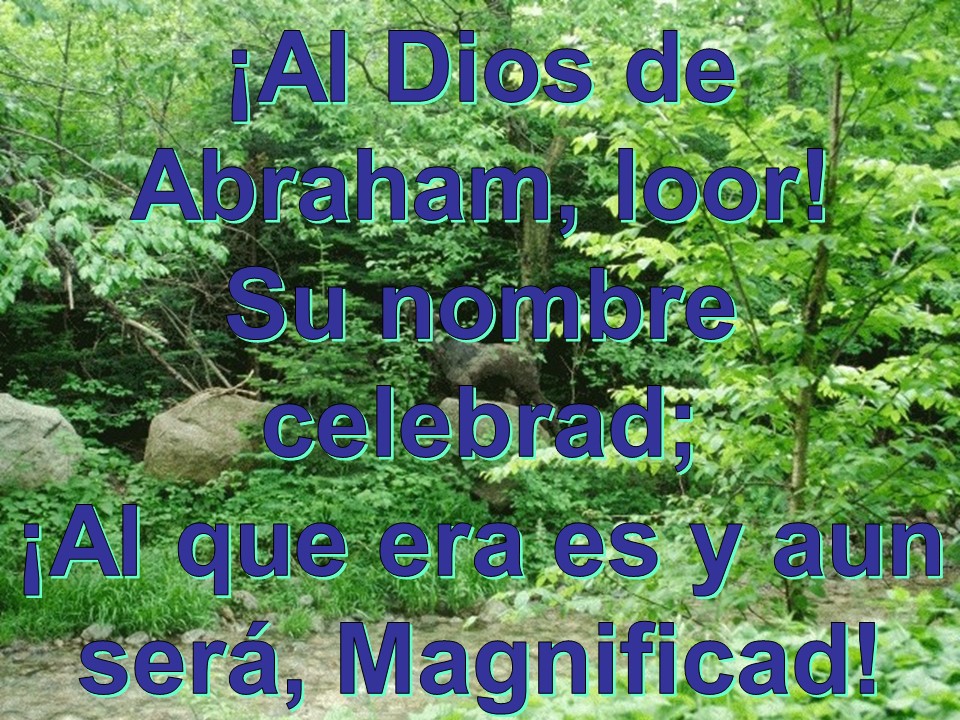 ¡Al Dios de
Abraham, loor!
Su nombre
celebrad;
¡Al que era es y aun
será, Magnificad!